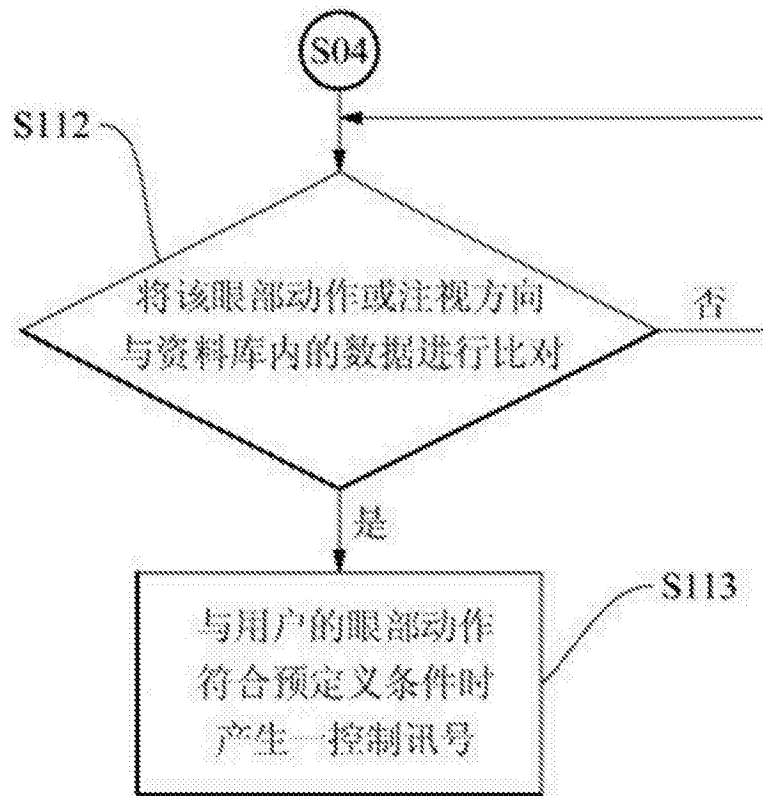 S04
S112
将该眼部动作或注视方向
与资料库内的数据进行比对
否
是
S113
与用户的眼部动作
符合预定义条件时
产生一控制讯号